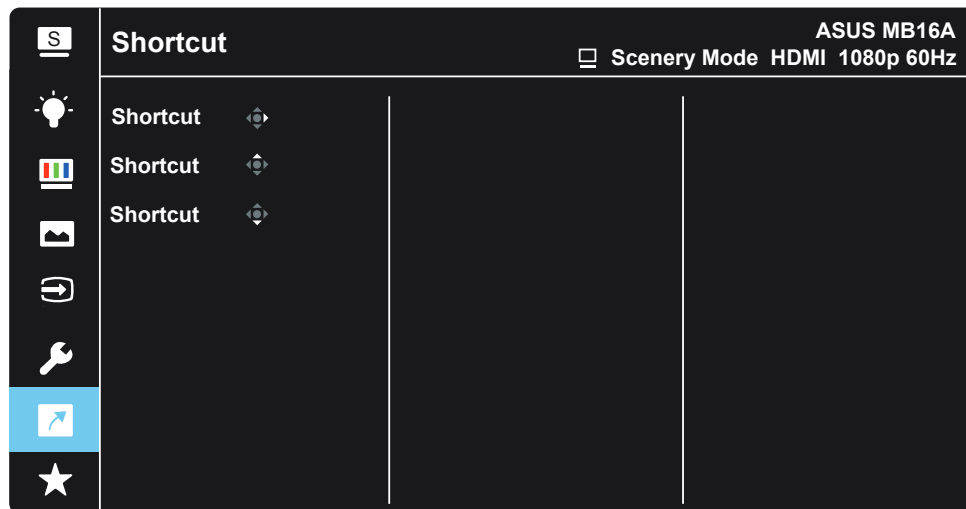 S
Shortcut
ASUS MB16A
Scenery Mode HDMI 1080p 60Hz
Shortcut
Shortcut
Shortcut